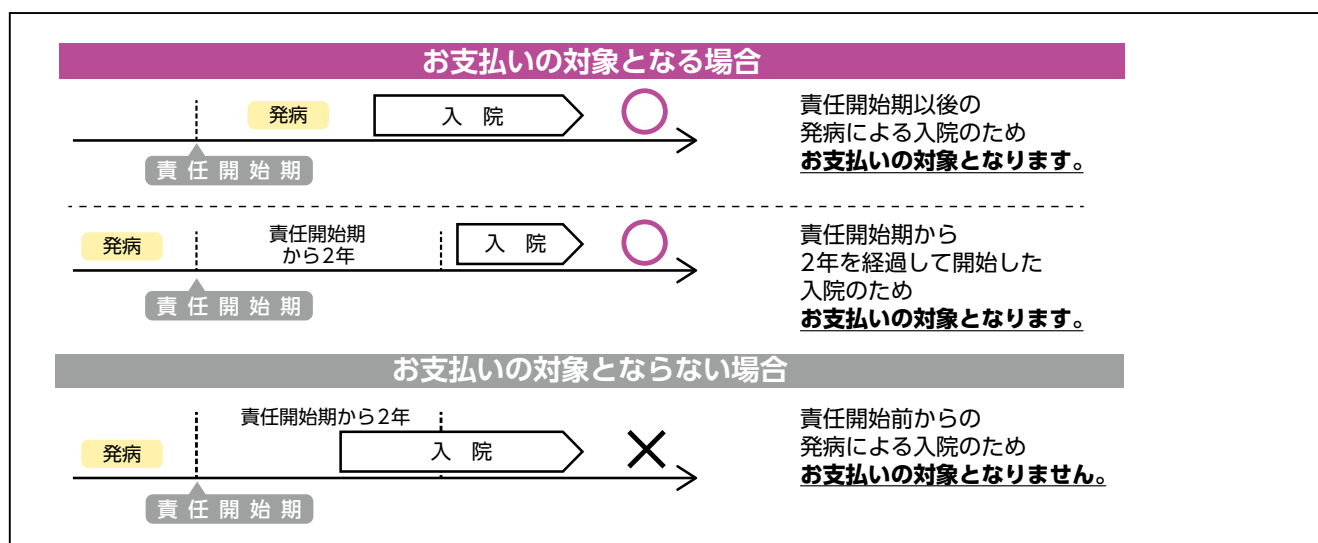 お支払いの対象となる場合
発病
入 院
責任開始期
責任開始期以後の
発病による入院のため
お支払いの対象となります。
発病
責任開始期
から2年
入 院
責任開始期
責任開始期から
2年を経過して開始した
入院のため
お支払いの対象となります。
お支払いの対象とならない場合
責任開始期から2年
発病
入 院
責任開始期
責任開始前からの
発病による入院のため
お支払いの対象となりません。